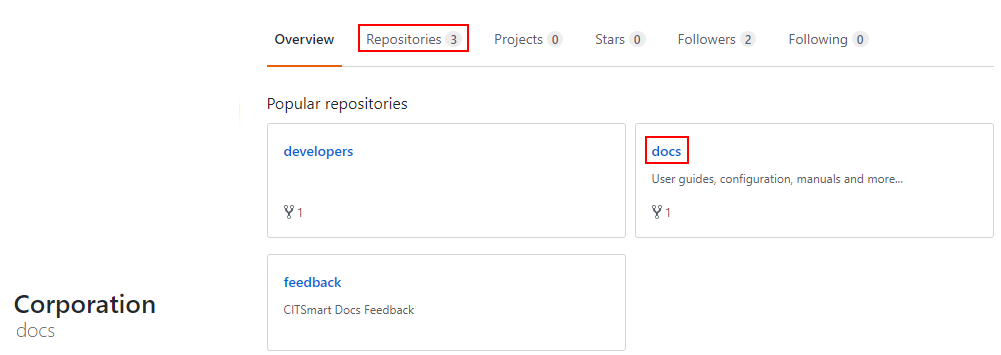 Overview Repositories 3 Projects 0 Stars 0 Followers 2 Following 0
Popular repositories
developers
1
docs
User guides, configuration, manuals and more...
1
feedback
CITSmart Docs Feedback
Corporation
docs